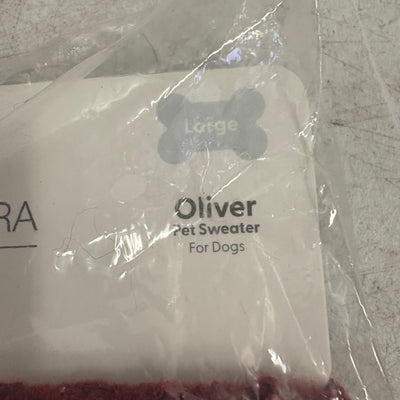 Large
Oliver
RA
Pet Sweater
For Dogs